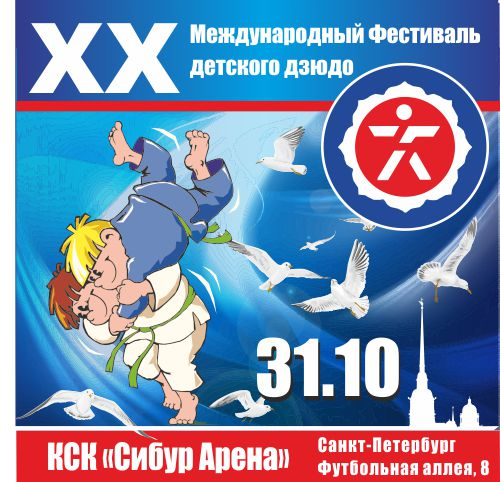 XX
Международный Фестиваль
детского дзюдо
31.10
КСК «Сибур Арена»
Санкт-Петербург
Футбольная аллея, 8